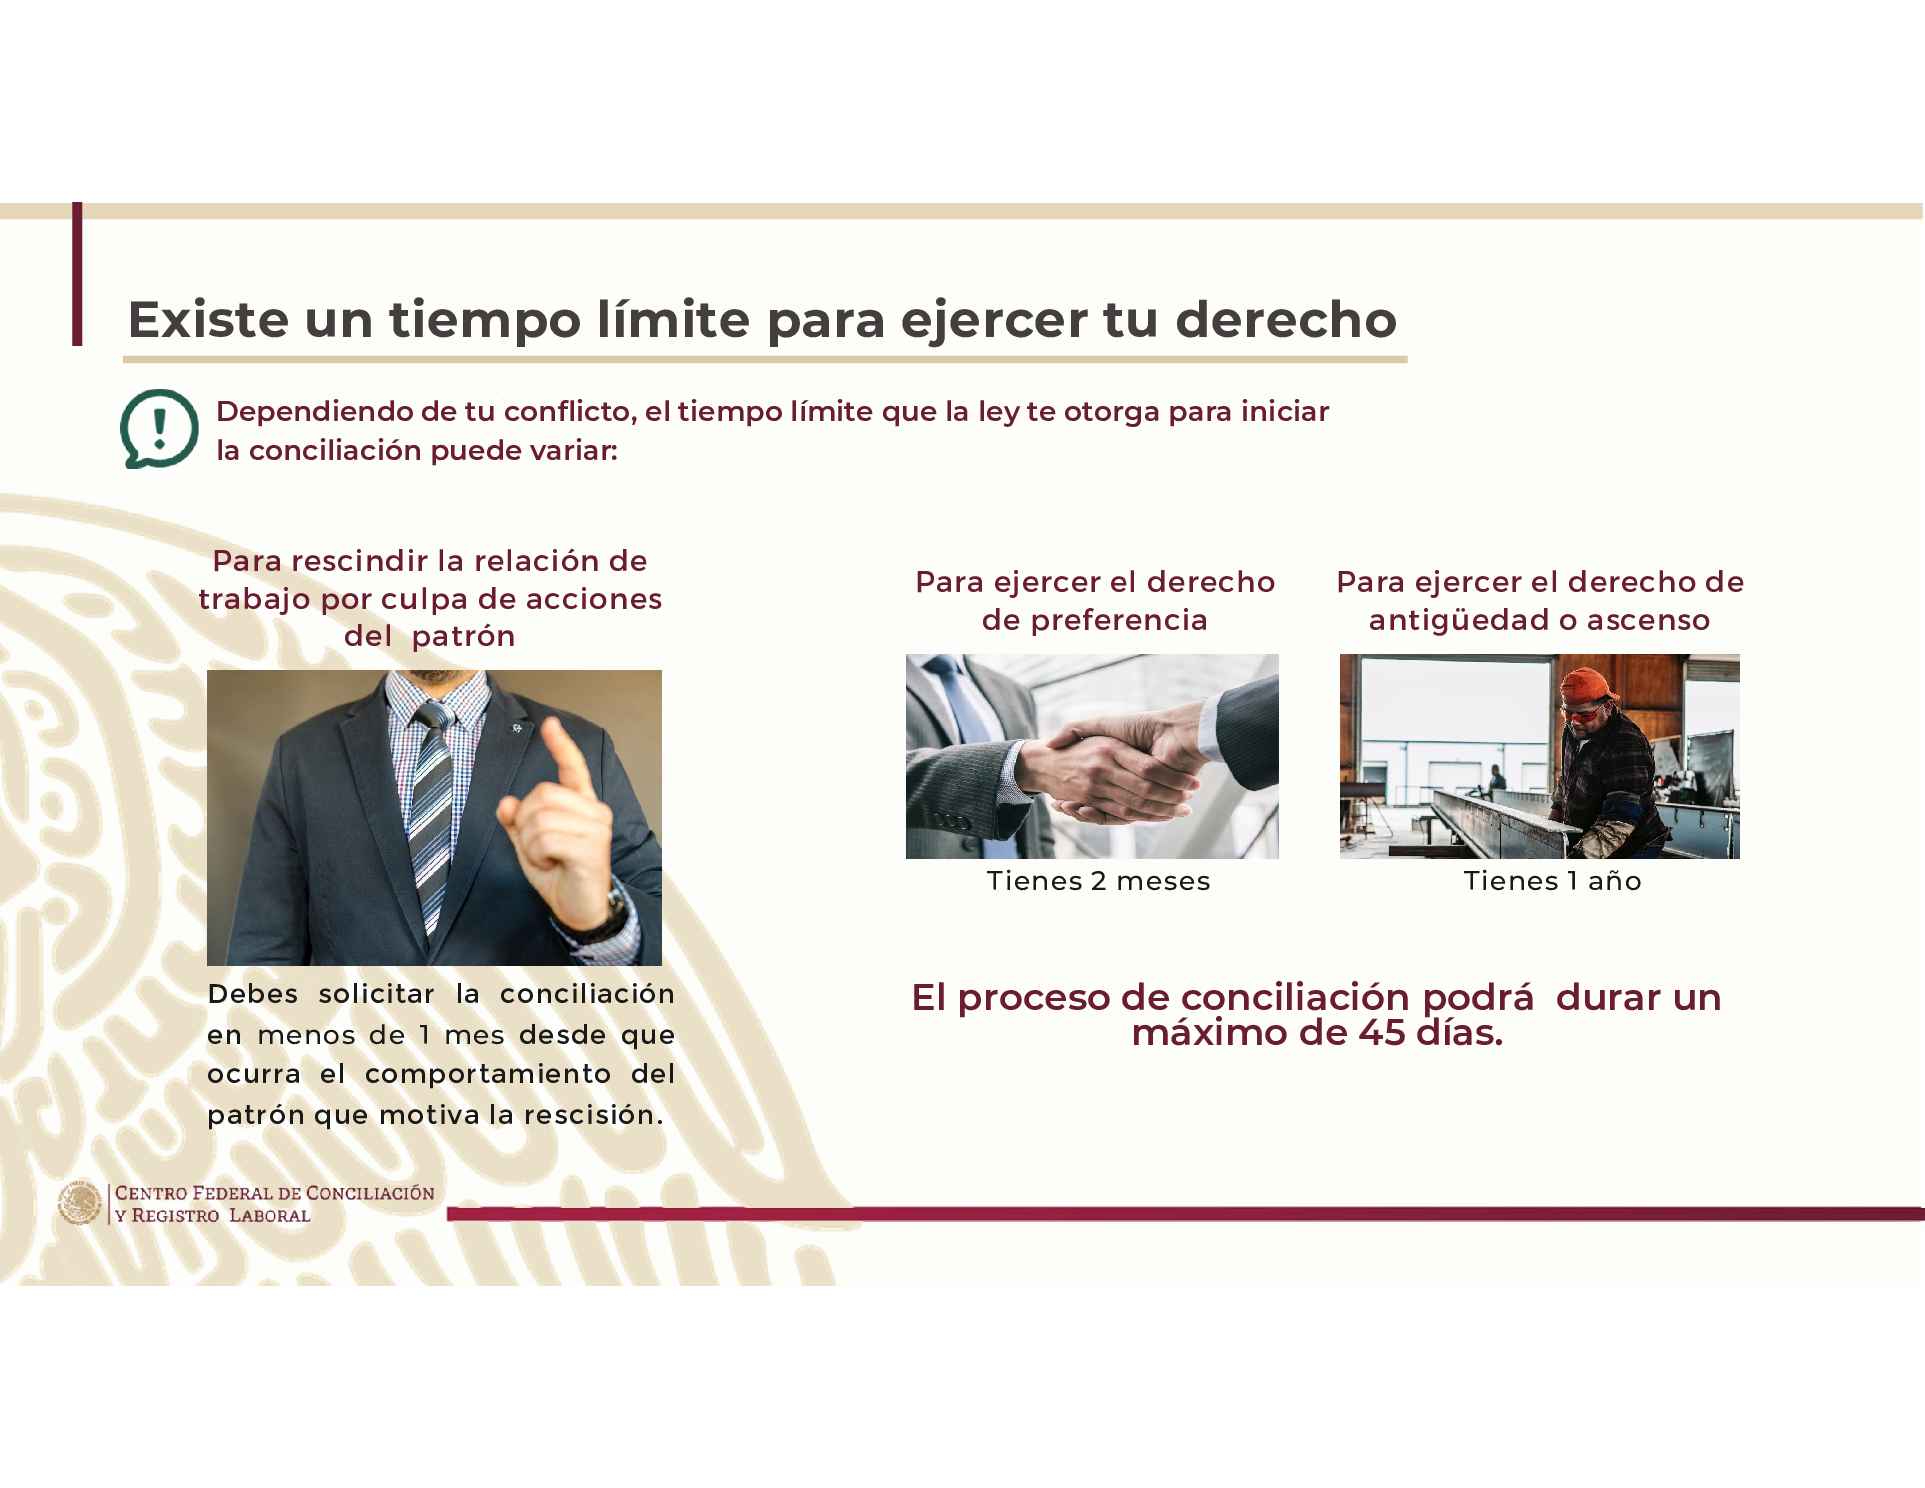 Existe un tiempo límite para ejercer tu derecho
Dependiendo de tu conflicto, el tiempo límite que la ley te otorga para iniciar
la conciliación puede variar:
Para rescindir la relación de
trabajo por culpa de acciones
del patrón
Debes solicitar la conciliación
en menos de 1 mes desde que
ocurra el comportamiento del
patrón que motiva la rescisión.
Para ejercer el derecho
de preferencia
Tienes 2 meses
Para ejercer el derecho de
antigüedad o ascenso
Tienes 1 año
El proceso de conciliación podrá durar un
máximo de 45 días.
CENTRO FEDERAL DE CONCILIACIÓN
Y REGISTRO LABORAL